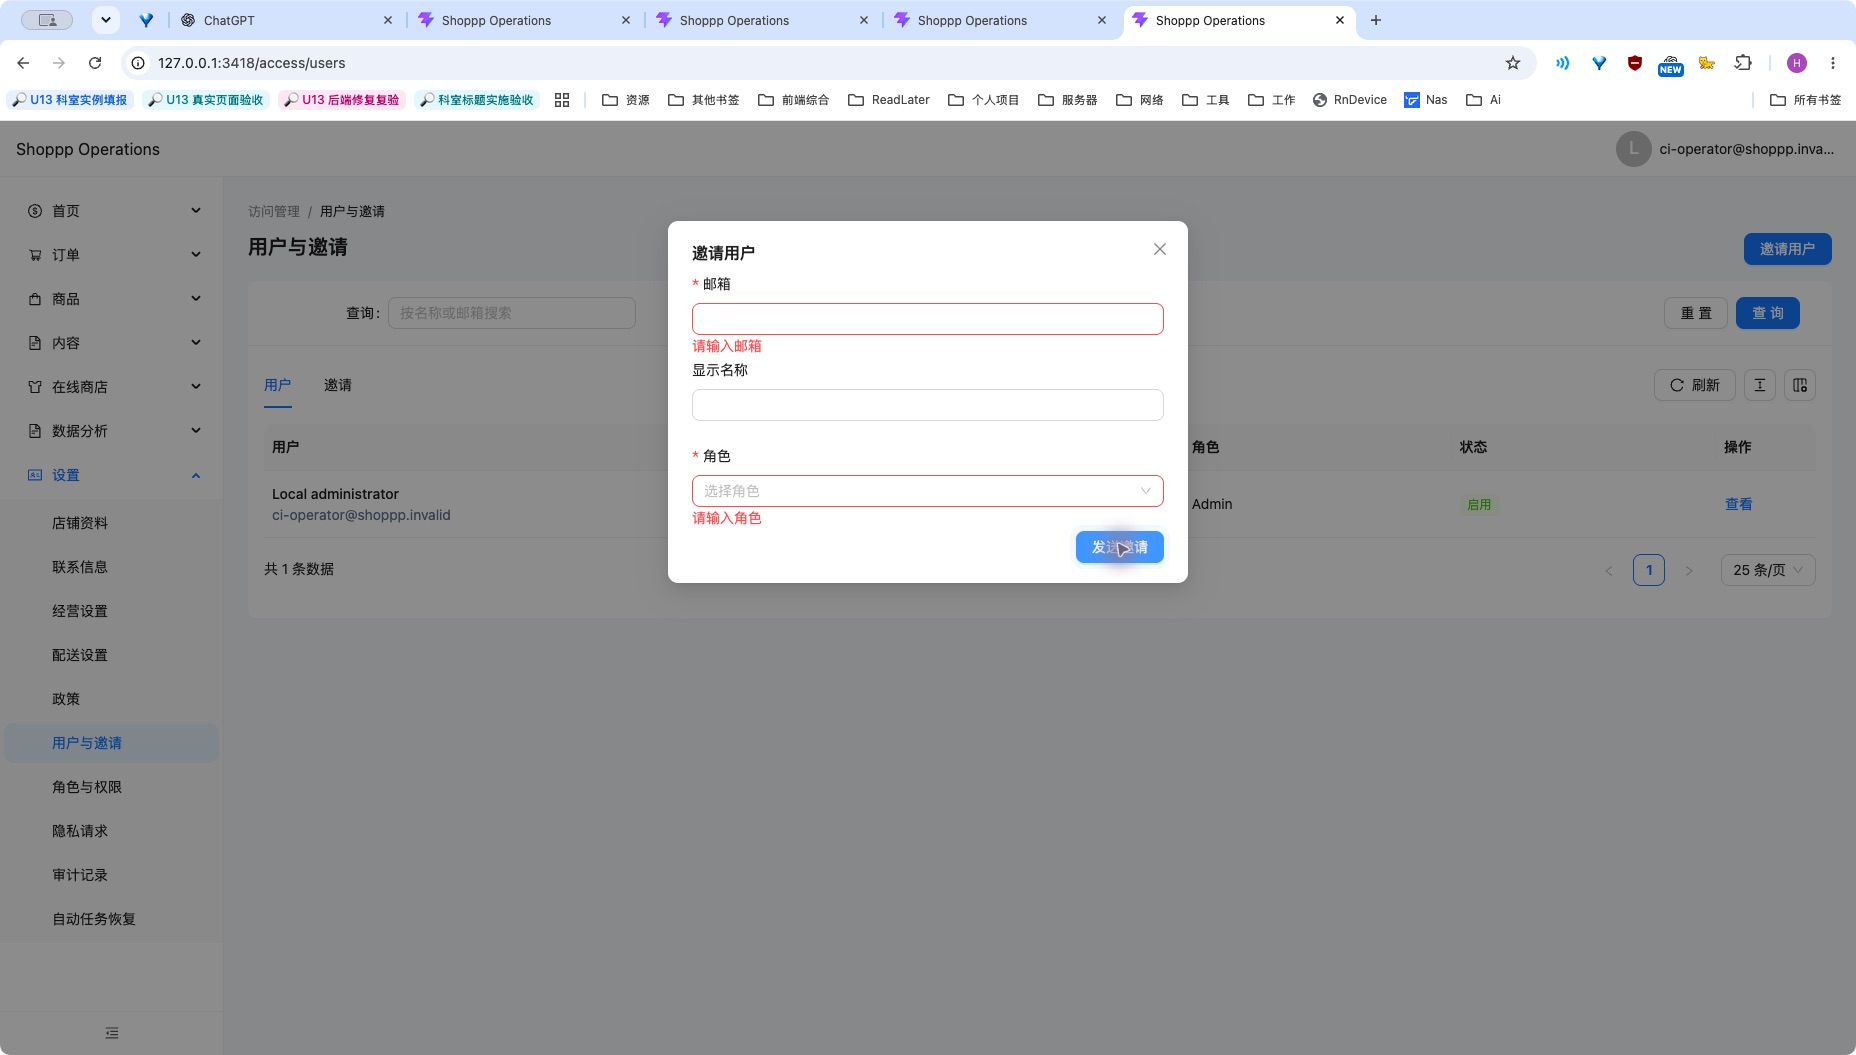 ChatGPT
Shoppp Operations
Shoppp Operations
Shoppp Operations
Shoppp Operations
127.0.0.1:3418/access/users
NEW
H
U13 科室实例填报
U13 真实页面验收
U13 后端修复复验
科室标题实施验收
资源
其他书签
前端综合
ReadLater
个人项目
服务器
网络
工具
工作
RnDevice
Nas
Ai
所有书签
Shoppp Operations
L
ci-operator@shoppp.inva...
首页
订单
商品
内容
在线商店
数据分析
设置
店铺资料
联系信息
经营设置
配送设置
政策
用户与邀请
角色与权限
隐私请求
审计记录
自动任务恢复
访问管理 / 用户与邀请
用户与邀请
邀请用户
查询:
按名称或邮箱搜索
重 置
查 询
用户
邀请
刷新
用户
角色
状态
操作
Local administrator
ci-operator@shoppp.invalid
Admin
启用
查看
共 1 条数据
1
25 条/页
邀请用户
* 邮箱
请输入邮箱
显示名称
* 角色
选择角色
请输入角色
发送邀请